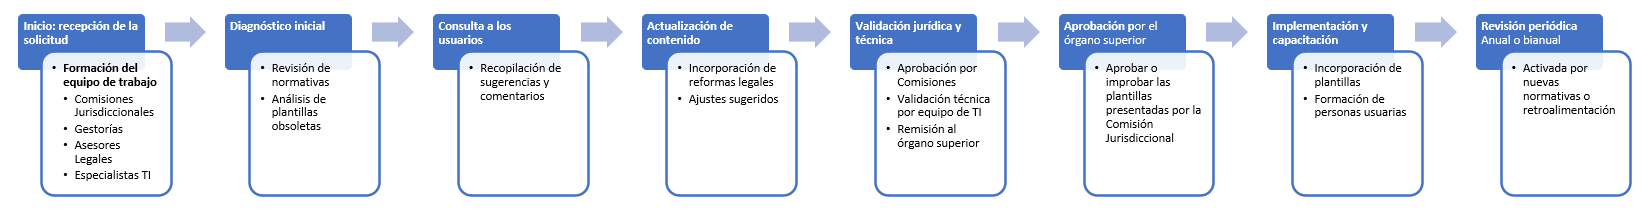 Inicio: recepción de la
solicitud
• Formación del
equipo de trabajo
• Comisiones
Jurisdiccionales
• Gestorías
• Asesores
Legales
• Especialistas TI
Diagnóstico inicial
• Revisión de
normativas
• Análisis de
plantillas
obsoletas
Consulta a los
usuarios
• Recopilación de
sugerencias y
comentarios
Actualización de
contenido
• Incorporación de
reformas legales
• Ajustes sugeridos
Validación jurídica y
técnica
• Aprobación por
Comisiones
• Validación técnica
por equipo de TI
• Remisión al
órgano superior
Aprobación por el
órgano superior
• Aprobar o
improbar las
plantillas
presentadas por la
Comisión
Jurisdiccional
Implementación y
capacitación
• Incorporación de
plantillas
• Formación de
personas usuarias
Revisión periódica
Anual o bianual
• Activada por
nuevas
normativas o
retroalimentación